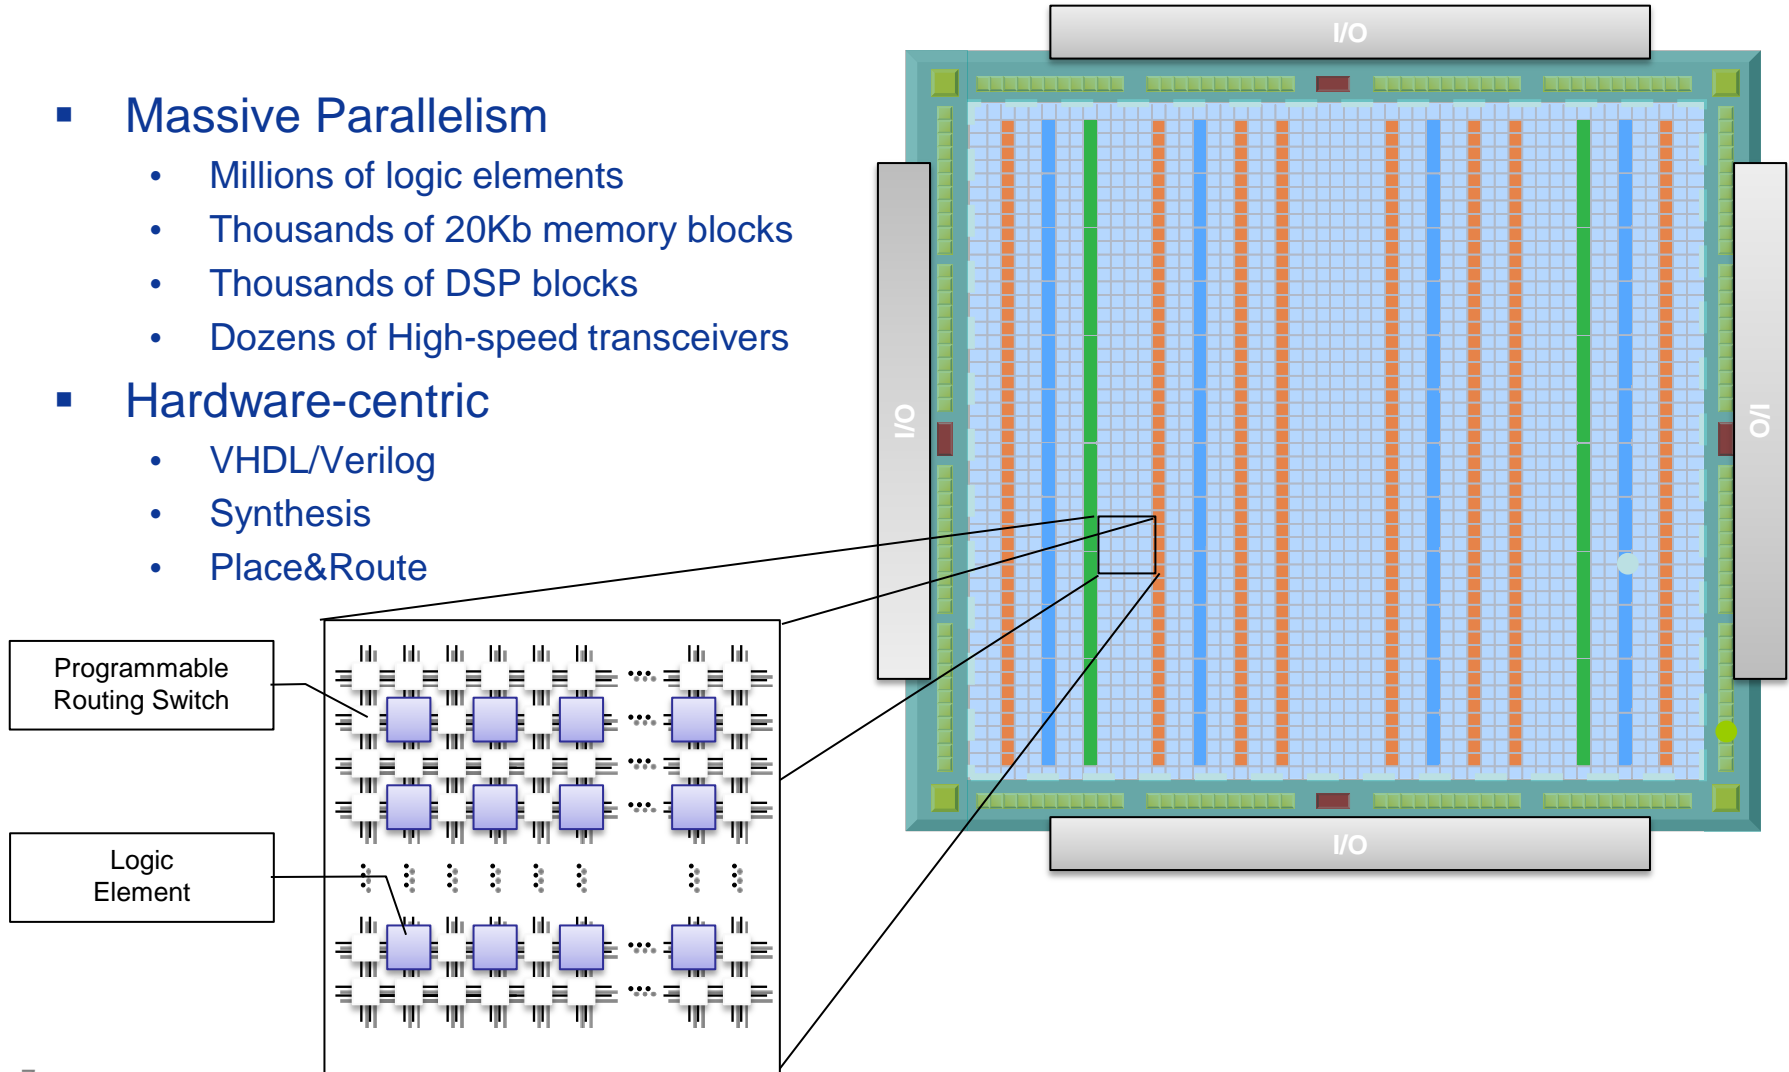 I/O
▪ Massive Parallelism
• Millions of logic elements
• Thousands of 20Kb memory blocks
• Thousands of DSP blocks
• Dozens of High-speed transceivers
▪ Hardware-centric
• VHDL/Verilog
• Synthesis
• Place&Route
I/O
I/O
Programmable
Routing Switch
Logic
Element
I/O